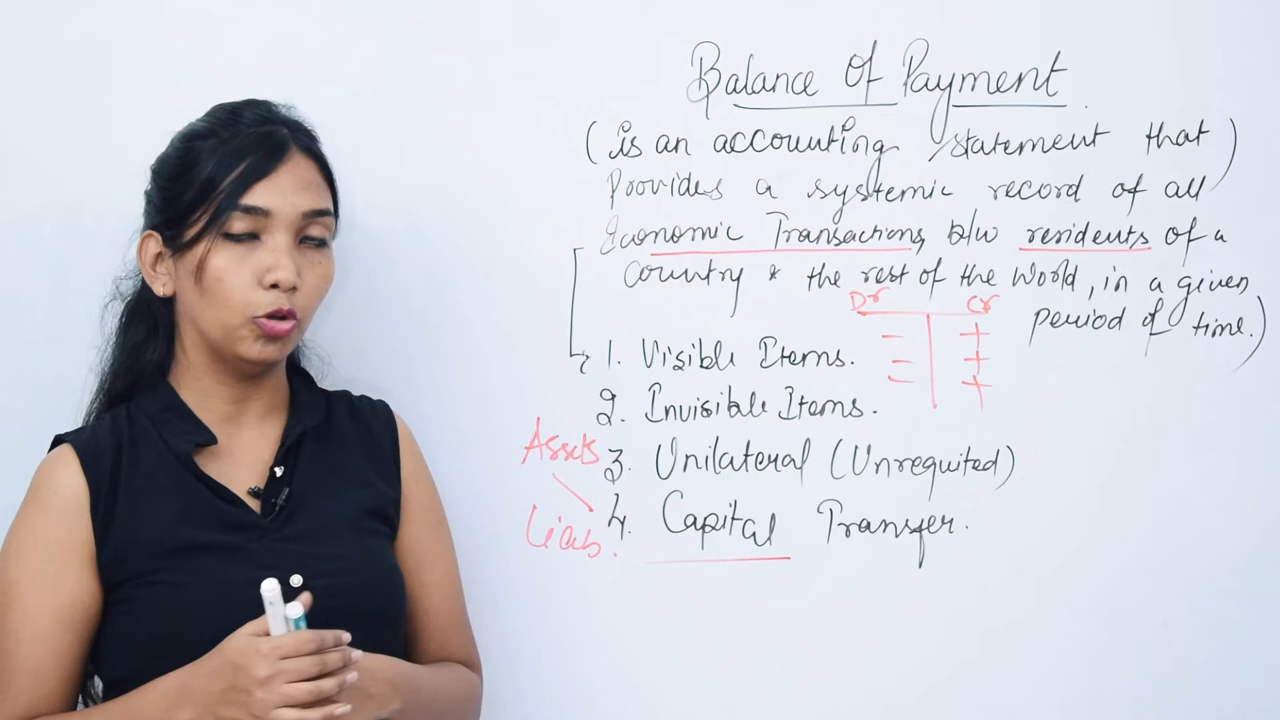 Balance Of Payment
(is an accounting statement that)
Provides a systemic record of all
Economic Transactions b/w residents of a
Country & the rest of the World, in a given
period of time.)
Dr Cr
- +
- +
- +
1. Visible Items.
2. Invisible Items.
3. Unilateral (Unrequited)
4. Capital Transfer.
Assets
Liab.